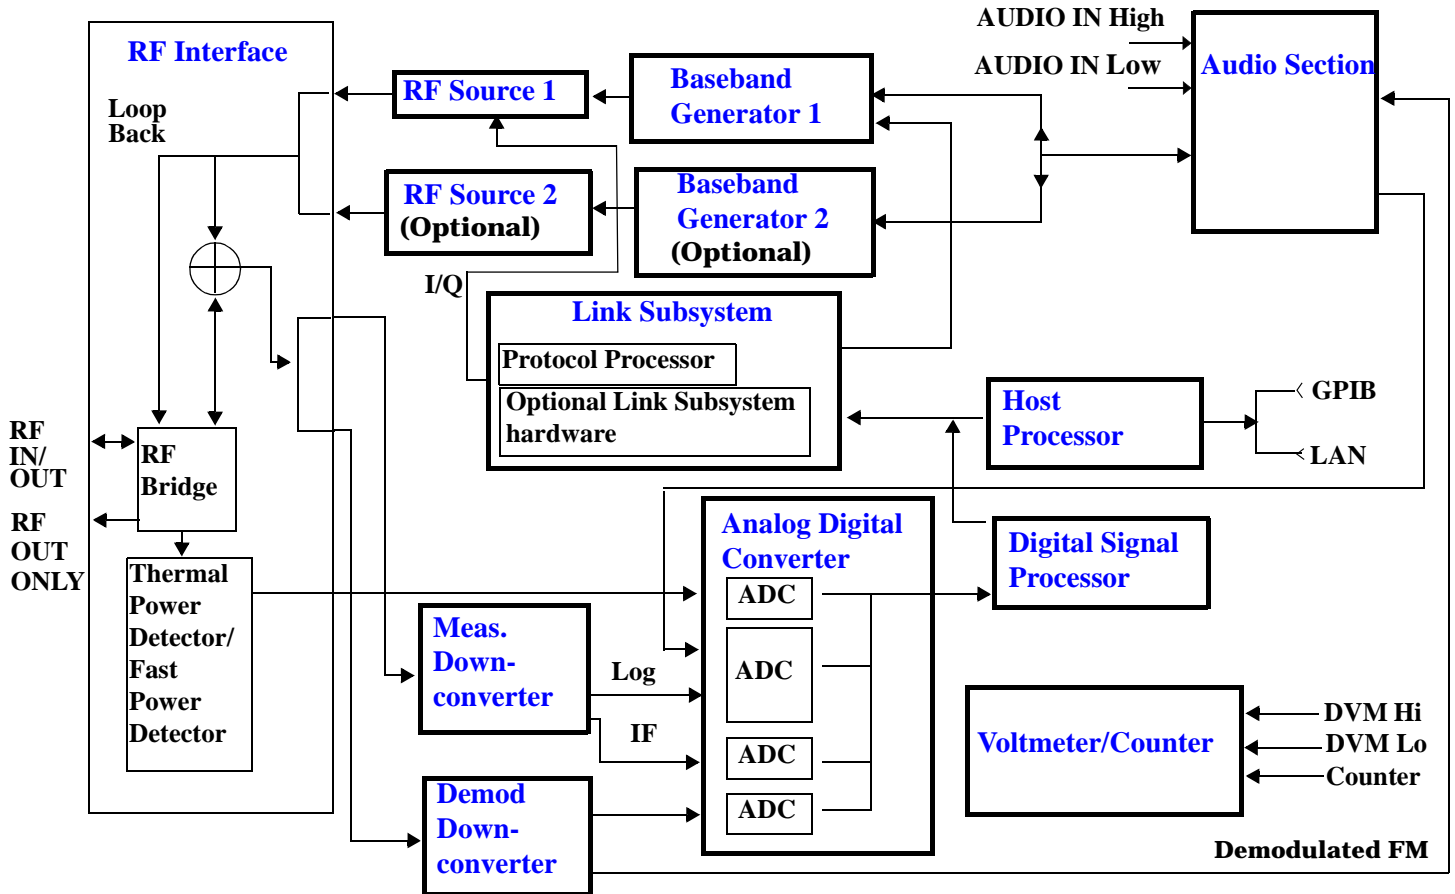 AUDIO IN High
AUDIO IN Low
Audio Section
RF Interface
Loop
Back
RF Source 1
Baseband
Generator 1
RF Source 2
(Optional)
Baseband
Generator 2
(Optional)
I/Q
Link Subsystem
Protocol Processor
Optional Link Subsystem
hardware
Host
Processor
GPIB
LAN
RF
IN/
OUT
RF
Bridge
RF
OUT
ONLY
Thermal
Power
Detector/
Fast
Power
Detector
Analog Digital
Converter
ADC
ADC
ADC
ADC
Digital Signal
Processor
Meas.
Down-
converter
Log
IF
Demod
Down-
converter
Voltmeter/Counter
DVM Hi
DVM Lo
Counter
Demodulated FM